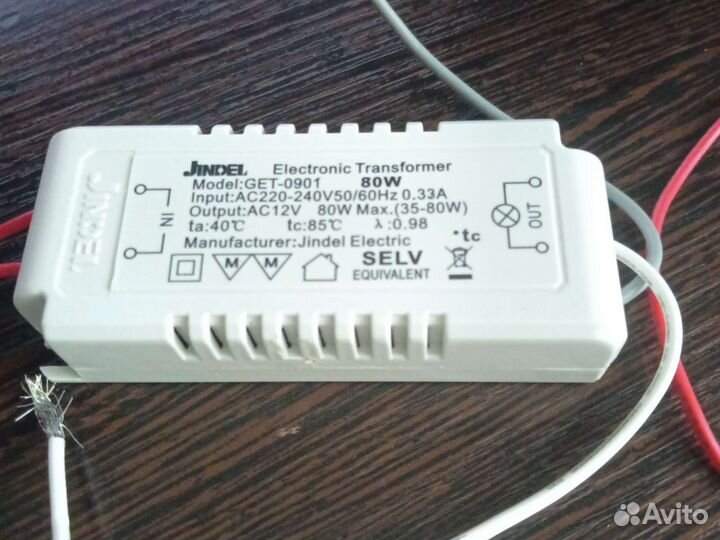 JINDEL Electronic Transformer
Model:GET-0901 80W
Input:AC220-240V50/60Hz 0.33A
Output:AC12V 80W Max.(35-80W)
ta:40℃ tc:85℃ λ:0.98
Manufacturer:Jindel Electric
IN
OUT
M M
SELV
EQUIVALENT
*tc
Avito